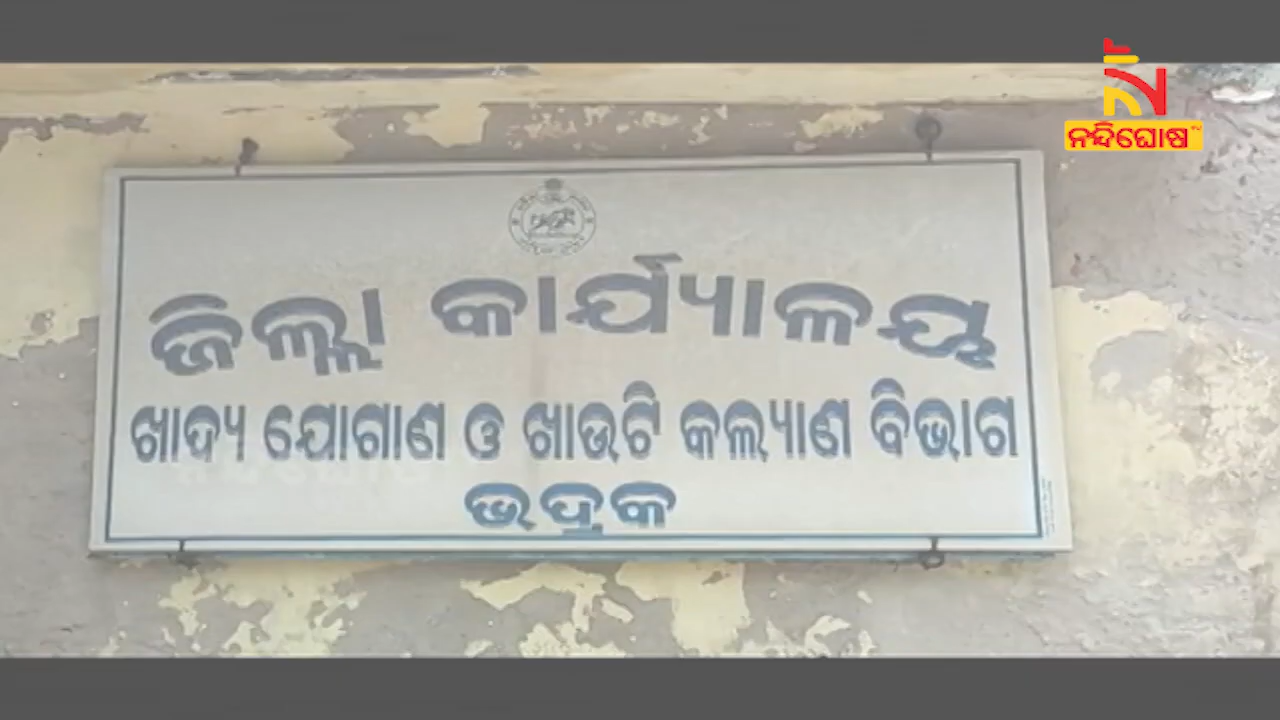 ନନ୍ଦିଘୋଷ
ଜିଲ୍ଲା କାର୍ଯ୍ୟାଳୟ
ଖାଦ୍ୟ ଯୋଗାଣ ଓ ଖାଉଟି କଲ୍ୟାଣ ବିଭାଗ
ଭଦ୍ରକ